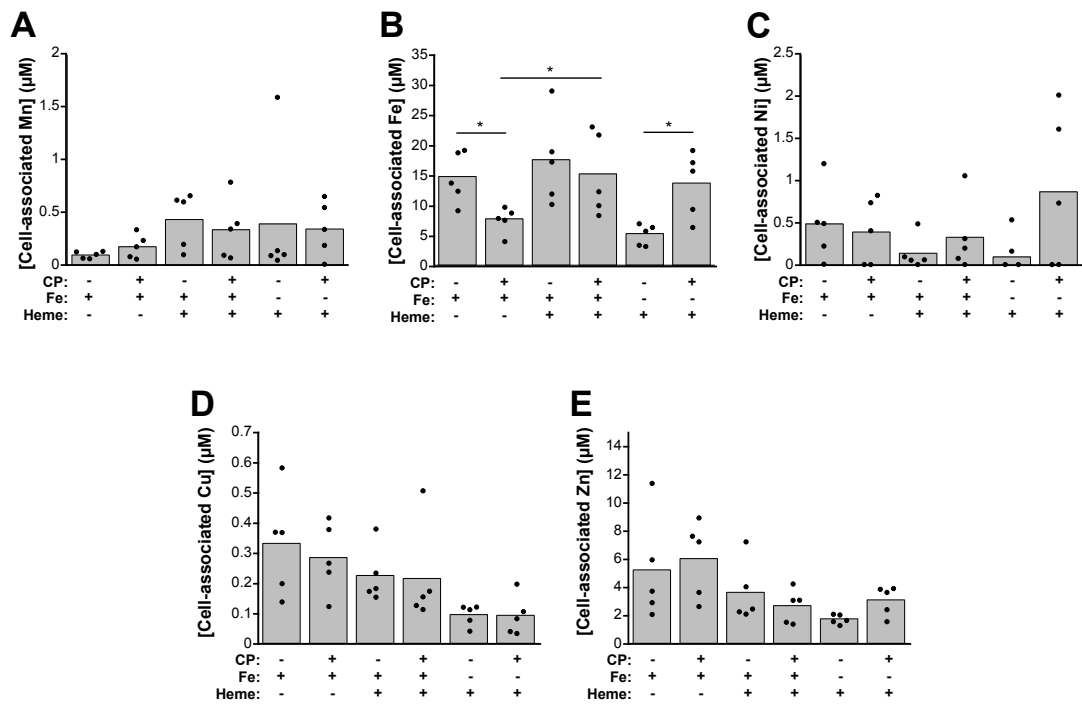 A
[Cell-associated Mn] (µM)
2
1.5
1
0.5
0
CP: - + - + - +
Fe: + + + + - -
Heme: - - + + + +
B
[Cell-associated Fe] (µM)
40
35
30
25
20
15
10
5
0
* * *
CP: - + - + - +
Fe: + + + + - -
Heme: - - + + + +
C
[Cell-associated Ni] (µM)
2.5
2
1.5
1
0.5
0
CP: - + - + - +
Fe: + + + + - -
Heme: - - + + + +
D
[Cell-associated Cu] (µM)
0.7
0.6
0.5
0.4
0.3
0.2
0.1
0
CP: - + - + - +
Fe: + + + + - -
Heme: - - + + + +
E
[Cell-associated Zn] (µM)
14
12
10
8
6
4
2
0
CP: - + - + - +
Fe: + + + + - -
Heme: - - + + + +